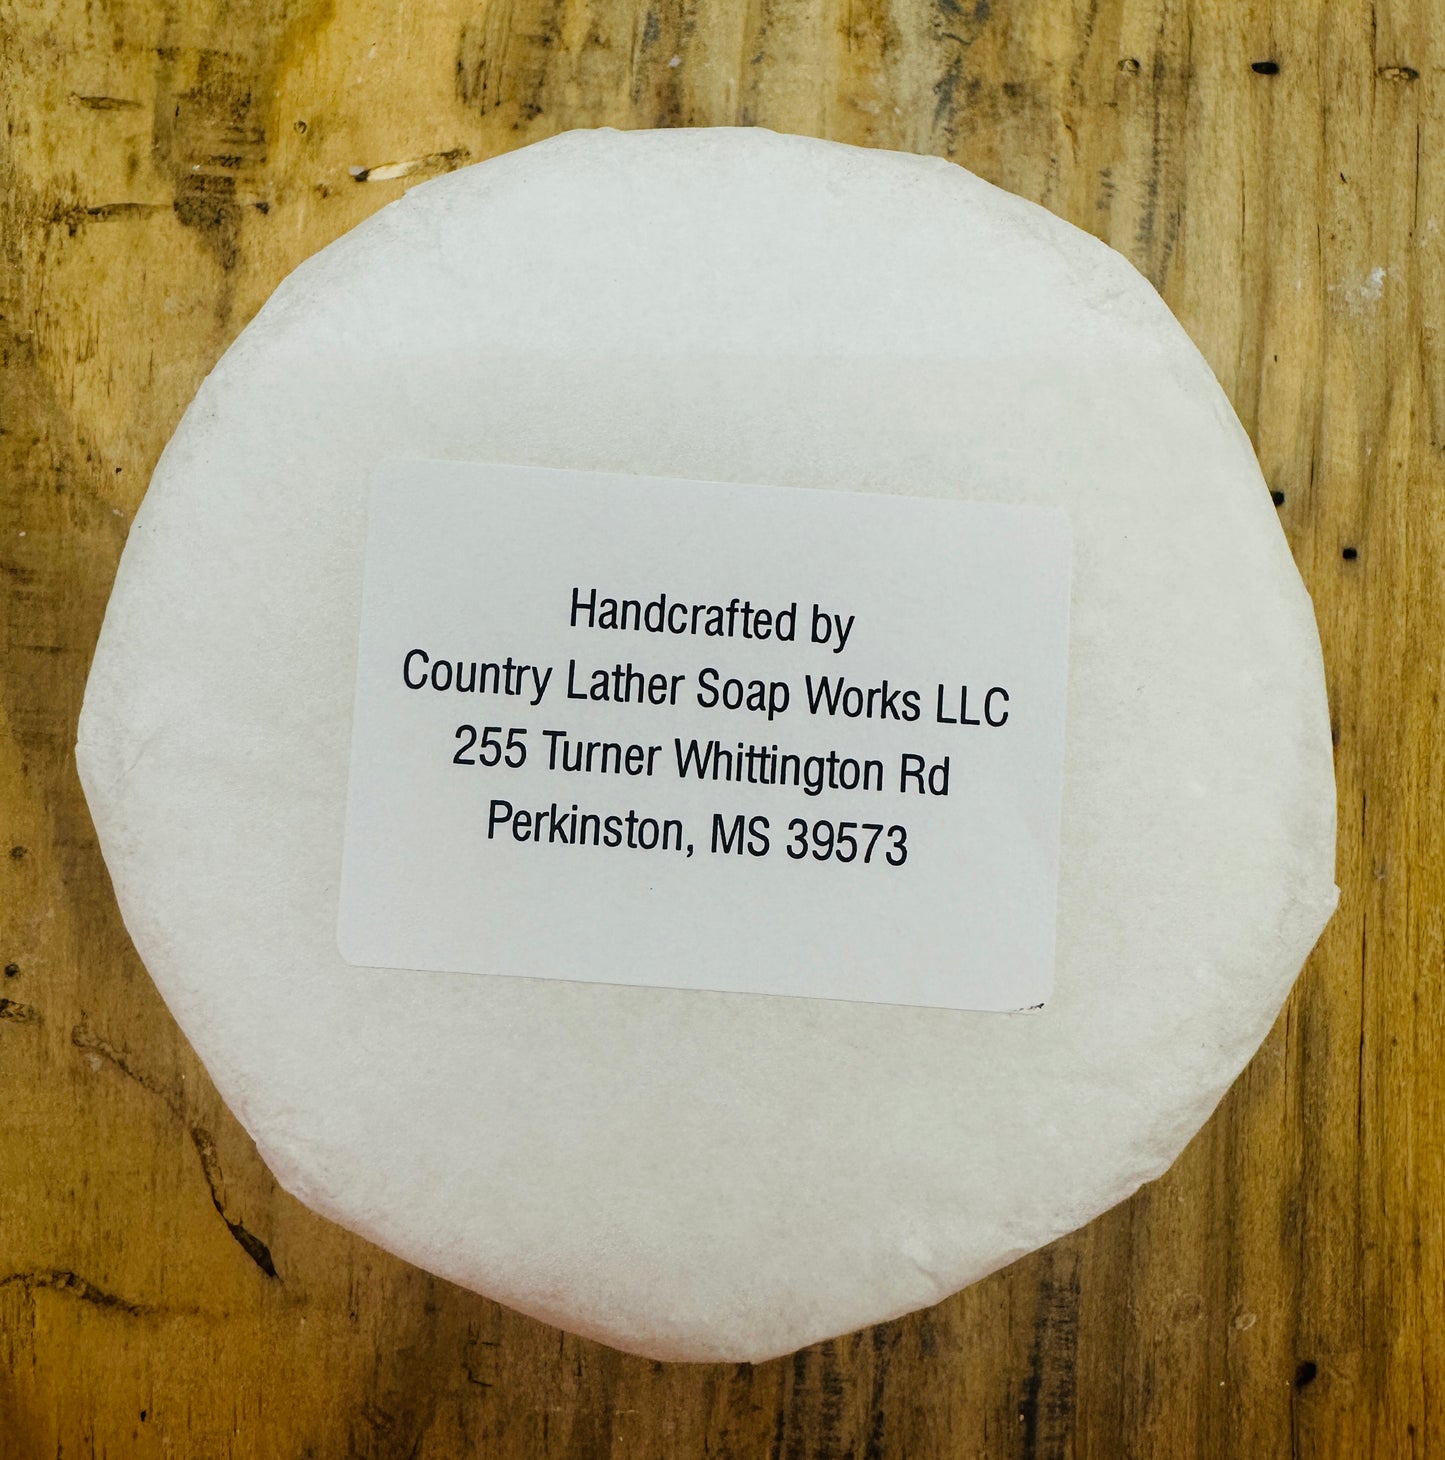 Handcrafted by
Country Lather Soap Works LLC
255 Turner Whittington Rd
Perkinston, MS 39573